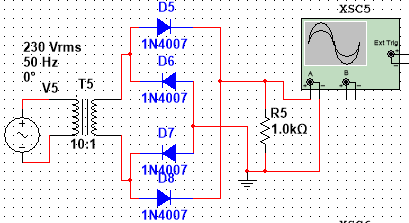 D5
XSC5
1N4007
230 Vrms
50 Hz
0°
V5
T5
10:1
D6
1N4007
Ext Trig
A
B
R5
1.0kΩ
D7
1N4007
D8
1N4007